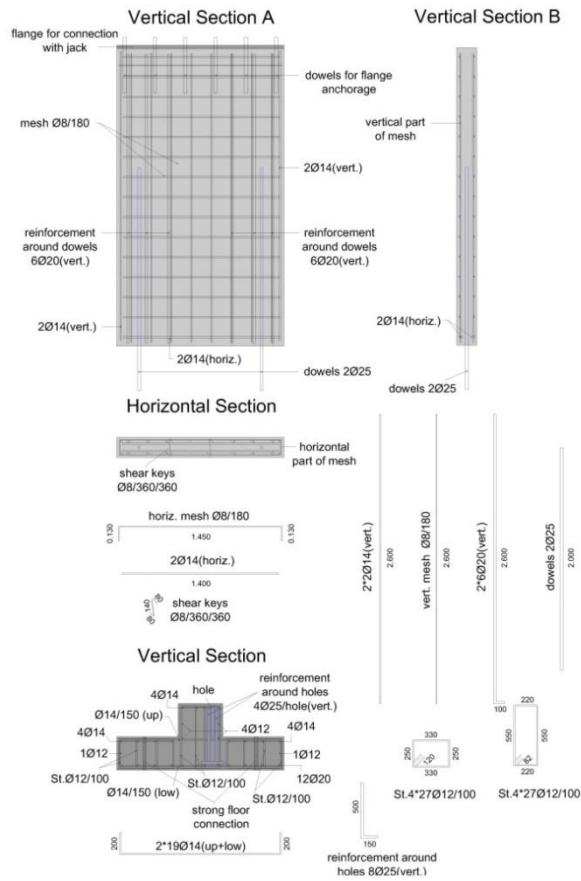 Vertical Section A
Vertical Section B
flange for connection
with jack
dowels for flange
anchorage
mesh Ø8/180
vertical part
of mesh
2Ø14(vert.)
reinforcement
around dowels
6Ø20(vert.)
reinforcement
around dowels
6Ø20(vert.)
2Ø14(vert.)
2Ø14(horiz.)
2Ø14(horiz.)
dowels 2Ø25
dowels 2Ø25
Horizontal Section
horizontal
part of mesh
shear keys
Ø8/360/360
horiz. mesh Ø8/180
0.130
1.450
0.130
2Ø14(horiz.)
1.400
80
140
80
shear keys
Ø8/360/360
2*2Ø14(vert.)
2.600
vert. mesh Ø8/180
2.600
2*6Ø20(vert.)
2.600
100
dowels 2Ø25
2.000
Vertical Section
hole
reinforcement
around holes
4Ø25/hole(vert.)
4Ø14
Ø14/150 (up)
4Ø12
4Ø14
4Ø14
1Ø12
1Ø12
St.Ø12/100
St.Ø12/100
12Ø20
Ø14/150 (low)
St.Ø12/100
strong floor
connection
200
2*19Ø14(up+low)
200
330
250
120
250
330
St.4*27Ø12/100
220
550
82
550
220
St.4*27Ø12/100
500
150
reinforcement around
holes 8Ø25(vert.)